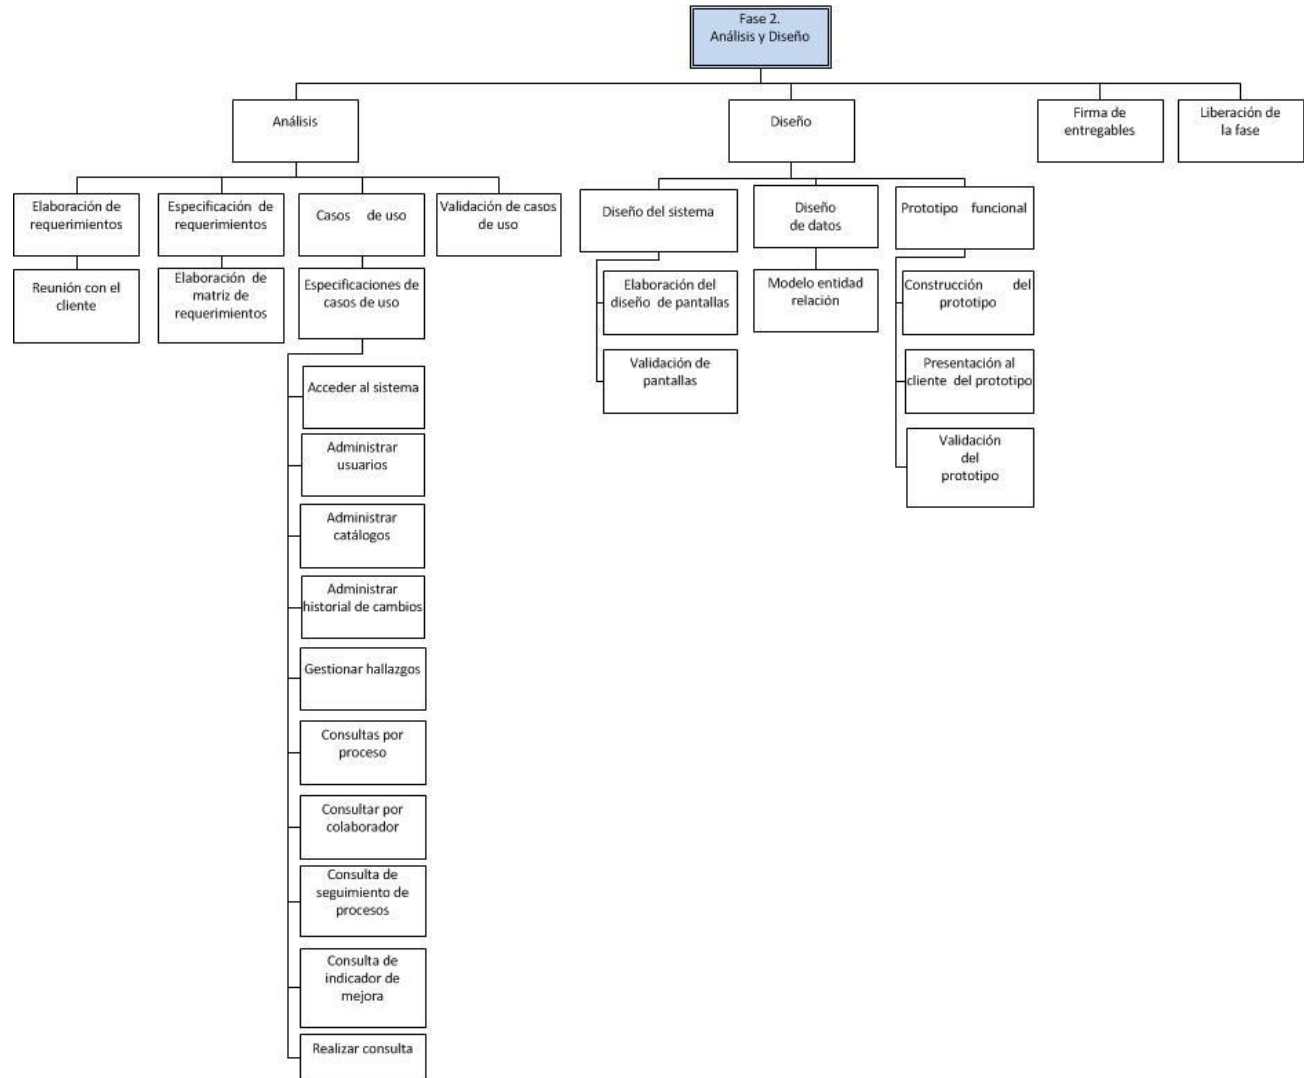 Fase 2.
Análisis y Diseño
Análisis
Diseño
Firma de
entregables
Liberación de
la fase
Elaboración de
requerimientos
Especificación de
requerimientos
Casos de uso
Validación de casos
de uso
Diseño del sistema
Diseño
de datos
Prototipo funcional
Reunión con el
cliente
Elaboración de
matriz de
requerimientos
Especificaciones de
casos de uso
Elaboración del
diseño de pantallas
Modelo entidad
relación
Construcción del
prototipo
Validación de
pantallas
Presentación al
cliente del prototipo
Validación
del
prototipo
Acceder al sistema
Administrar
usuarios
Administrar
catálogos
Administrar
historial de cambios
Gestionar hallazgos
Consultas por
proceso
Consultar por
colaborador
Consulta de
seguimiento de
procesos
Consulta de
indicador de
mejora
Realizar consulta